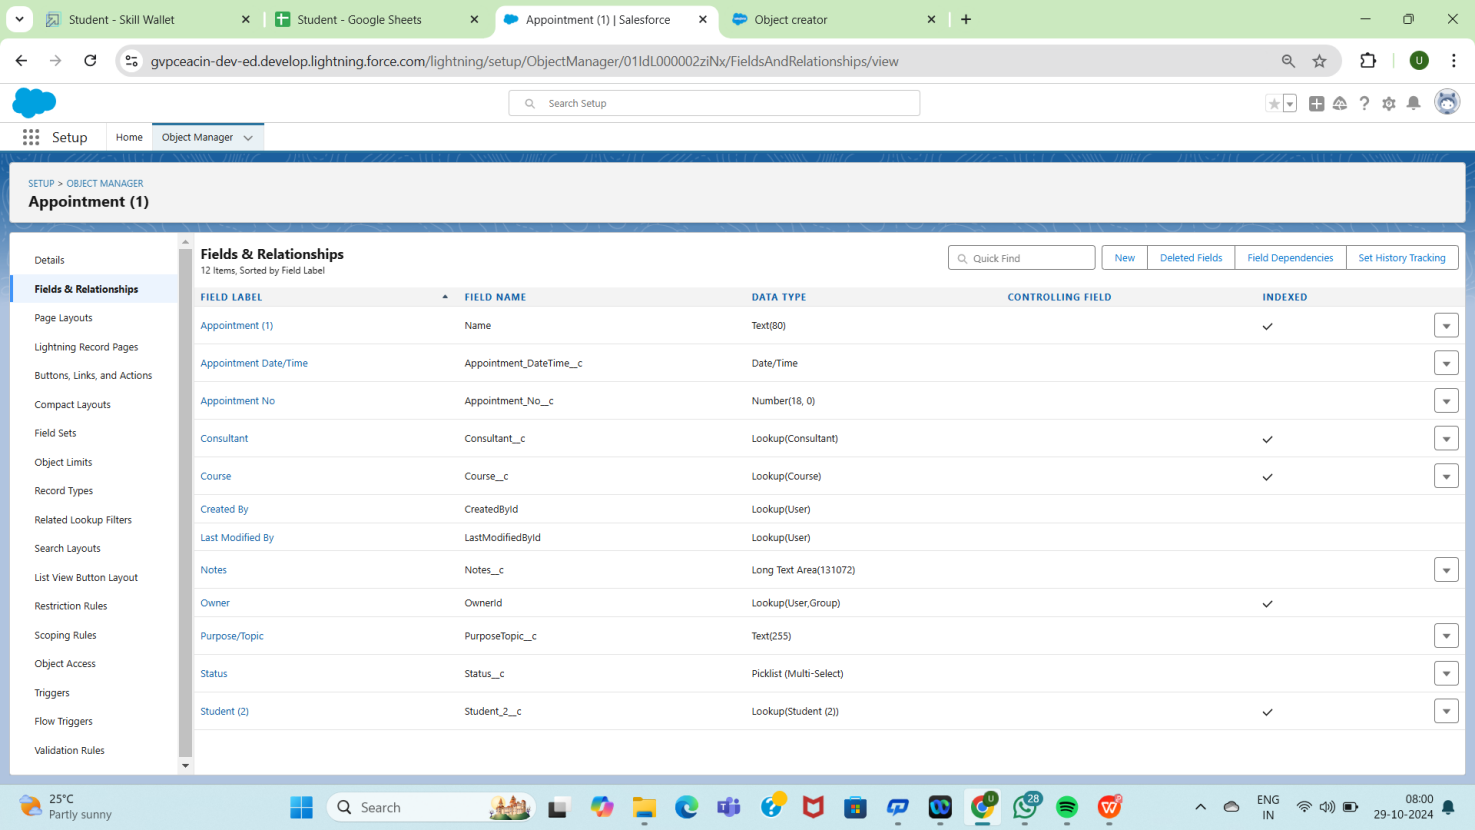 Student - Skill Wallet
Student - Google Sheets
Appointment (1) | Salesforce
Object creator
gvpceacin-dev-ed.develop.lightning.force.com/lightning/setup/ObjectManager/01IdL000002ziNx/FieldsAndRelationships/view
U
Search Setup
Setup
Home
Object Manager
SETUP > OBJECT MANAGER
Appointment (1)
Details
Fields & Relationships
Page Layouts
Lightning Record Pages
Buttons, Links, and Actions
Compact Layouts
Field Sets
Object Limits
Record Types
Related Lookup Filters
Search Layouts
List View Button Layout
Restriction Rules
Scoping Rules
Object Access
Triggers
Flow Triggers
Validation Rules
Fields & Relationships
12 Items, Sorted by Field Label
Quick Find
New
Deleted Fields
Field Dependencies
Set History Tracking
FIELD LABEL FIELD NAME DATA TYPE CONTROLLING FIELD INDEXED
Appointment (1) Name Text(80)
Appointment Date/Time Appointment_DateTime__c Date/Time
Appointment No Appointment_No__c Number(18, 0)
Consultant Consultant__c Lookup(Consultant)
Course Course__c Lookup(Course)
Created By CreatedById Lookup(User)
Last Modified By LastModifiedById Lookup(User)
Notes Notes__c Long Text Area(131072)
Owner OwnerId Lookup(User,Group)
Purpose/Topic PurposeTopic__c Text(255)
Status Status__c Picklist (Multi-Select)
Student (2) Student_2__c Lookup(Student (2))
25°C
Partly sunny
Search
28
ENG
IN
08:00
29-10-2024